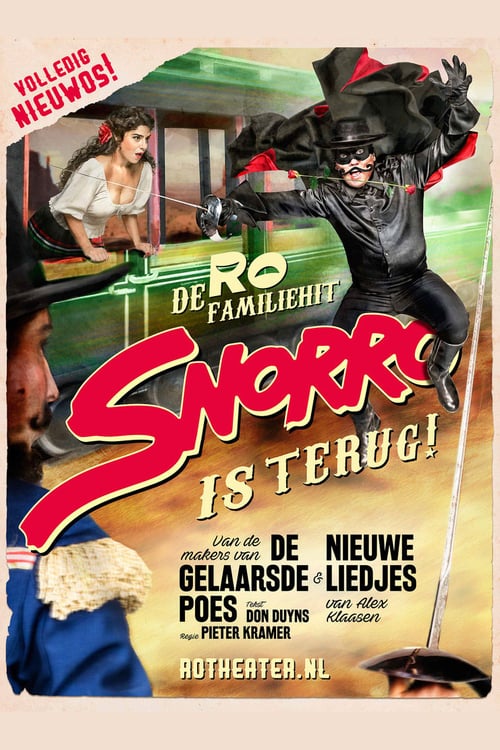 VOLLEDIG
NIEUWOS!
DE RO
FAMILIEHIT
SNORRO
IS TERUG!
Van de
makers van DE
GELAARSDE
POES
& NIEUWE
LIEDJES
van Alex
Klaasen
Tekst DON DUYNS
Regie PIETER KRAMER
ROTHEATER.NL